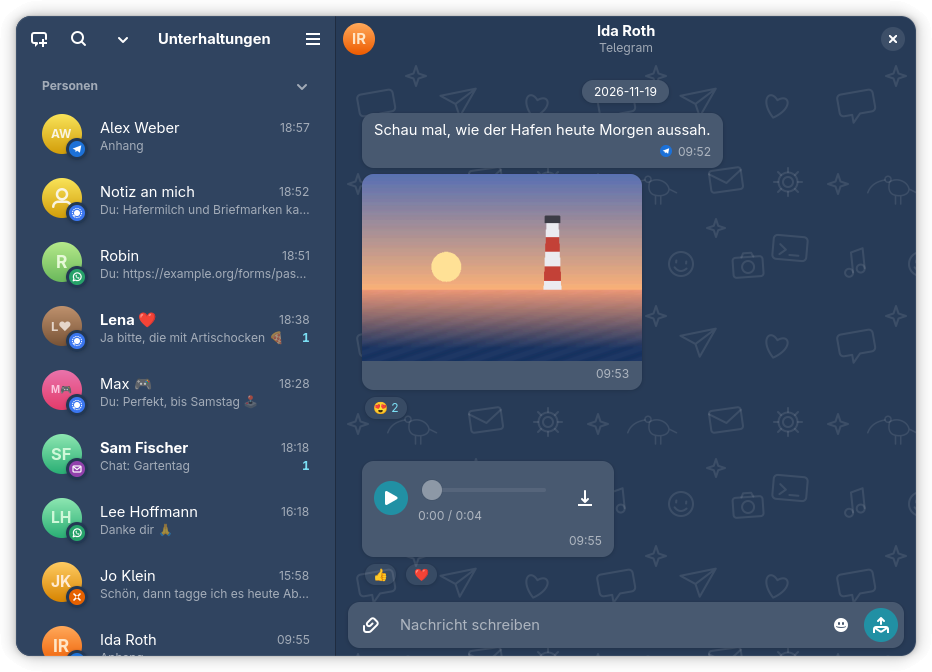 Unterhaltungen
Personen
AW
Alex Weber 18:57
Anhang
Notiz an mich 18:52
Du: Hafermilch und Briefmarken ka...
R
Robin 18:51
Du: https://example.org/forms/pas...
L❤
Lena ❤️ 18:38
Ja bitte, die mit Artischocken 🍕 1
M🎮
Max 🎮 18:28
Du: Perfekt, bis Samstag 🕹️
SF
Sam Fischer 18:18
Chat: Gartentag 1
LH
Lee Hoffmann 16:18
Danke dir 🙏
JK
Jo Klein 15:58
Schön, dann tagge ich es heute Ab...
IR
Ida Roth 09:55
Anhang
IR
Ida Roth
Telegram
2026-11-19
Schau mal, wie der Hafen heute Morgen aussah.
09:52
09:53
😍 2
0:00 / 0:04
09:55
👍 ❤️
Nachricht schreiben